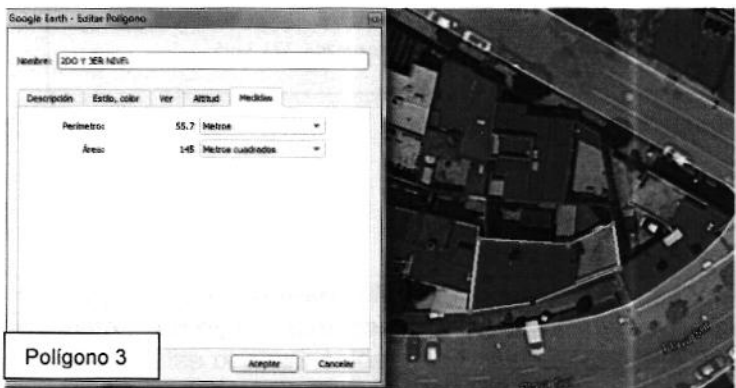 Google Earth - Editar Polígono
Nombre: 2DO Y 3ER NIVEL
Descripción Estilo, color Ver Altitud Medidas
Perímetro: 55.7 Metros
Área: 145 Metros cuadrados
Polígono 3
Aceptar Cancelar